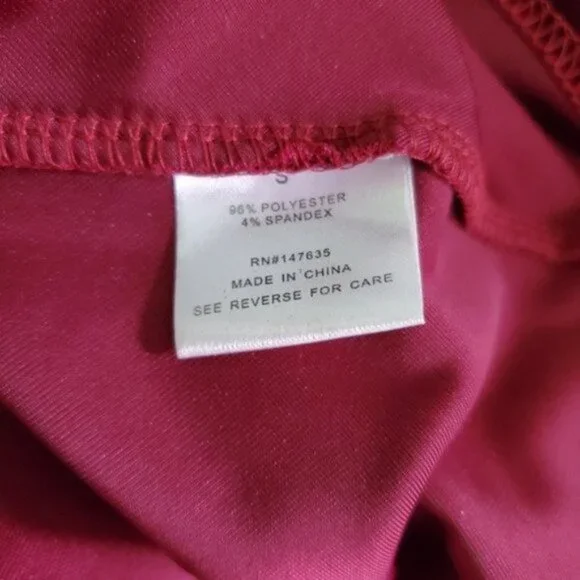 S
96% POLYESTER
4% SPANDEX
RN#147635
MADE IN CHINA
SEE REVERSE FOR CARE